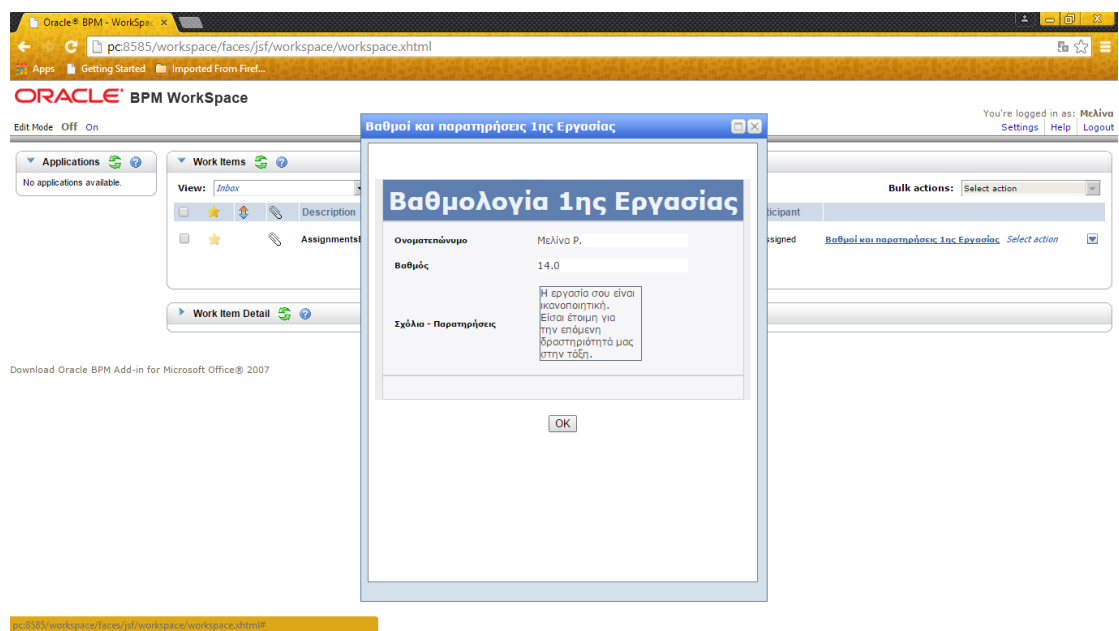 Oracle® BPM - WorkSpac
pc:8585/workspace/faces/jsf/workspace/workspace.xhtml
Apps Getting Started Imported From Firef...
ORACLE BPM WorkSpace
You're logged in as: Μελίνα
Edit Mode Off On
Settings Help Logout
Βαθμοί και παρατηρήσεις 1ης Εργασίας
Applications
Work Items
No applications available.
View: Inbox
Bulk actions: Select action
Description
Βαθμολογία 1ης Εργασίας
ticipant
Ονοματεπώνυμο Μελίνα Ρ.
Assignments
ssigned
Βαθμοί και παρατηρήσεις 1ης Εργασίας Select action
Βαθμός 14.0
Σχόλια - Παρατηρήσεις
Η εργασία σου είναι
ικανοποιητική.
Είσαι έτοιμη για
την επόμενη
δραστηριότητά μας
στην τάξη.
Work Item Detail
Download Oracle BPM Add-in for Microsoft Office® 2007
OK
pc:8585/workspace/faces/jsf/workspace/workspace.xhtml#